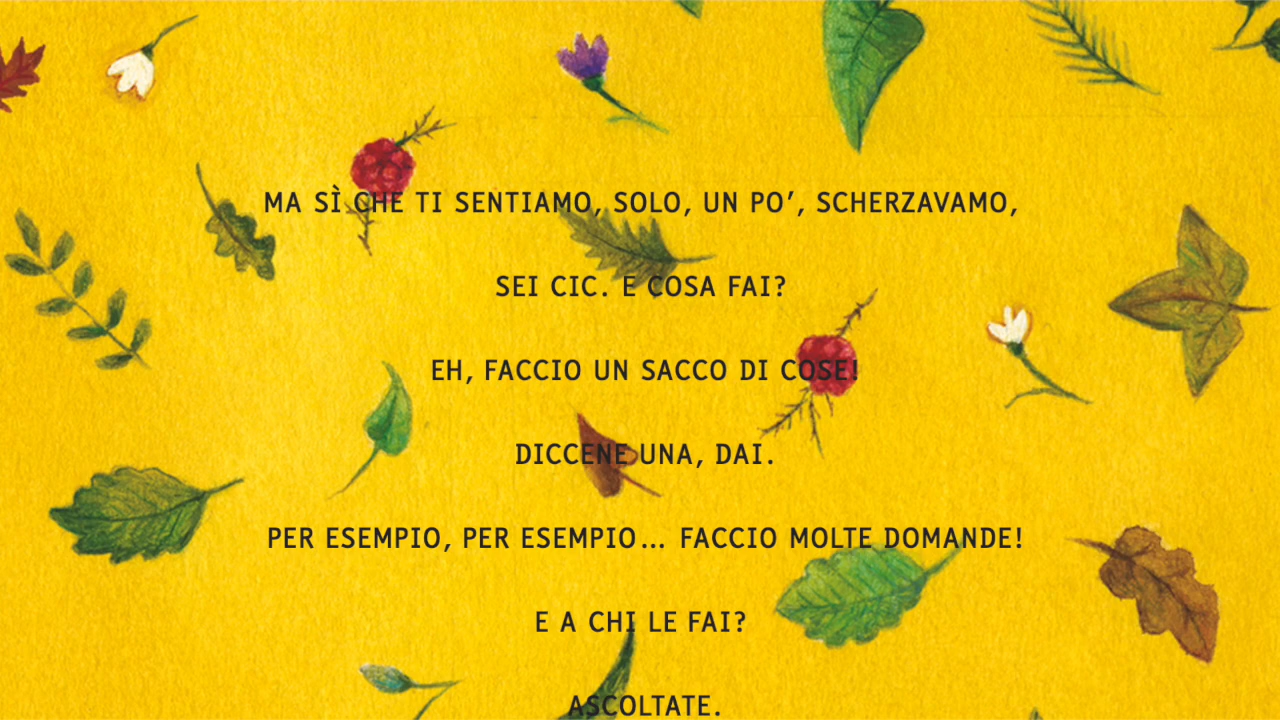 MA SÌ CHE TI SENTIAMO, SOLO, UN PO’, SCHERZAVAMO,
SEI CIC. E COSA FAI?
EH, FACCIO UN SACCO DI COSE!
DICCENE UNA, DAI.
PER ESEMPIO, PER ESEMPIO… FACCIO MOLTE DOMANDE!
E A CHI LE FAI?
ASCOLTATE.